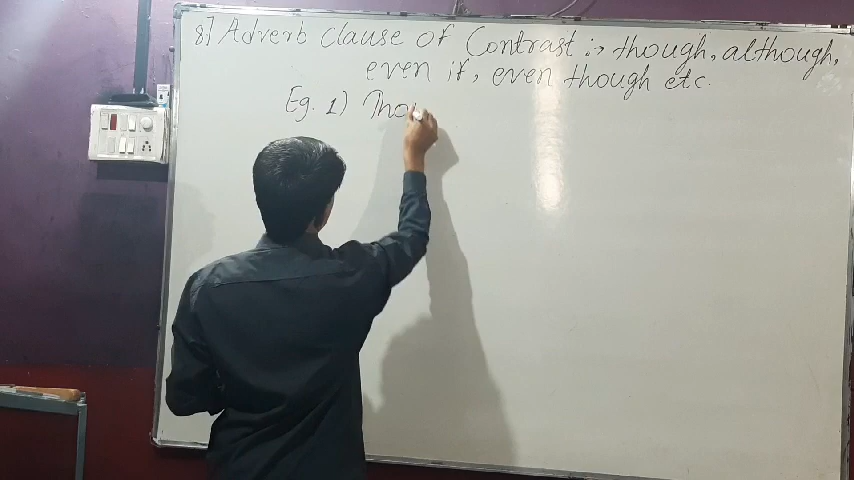 8] Adverb clause of Contrast :→ though, although,
even if, even though etc.
Eg. 1) Tho